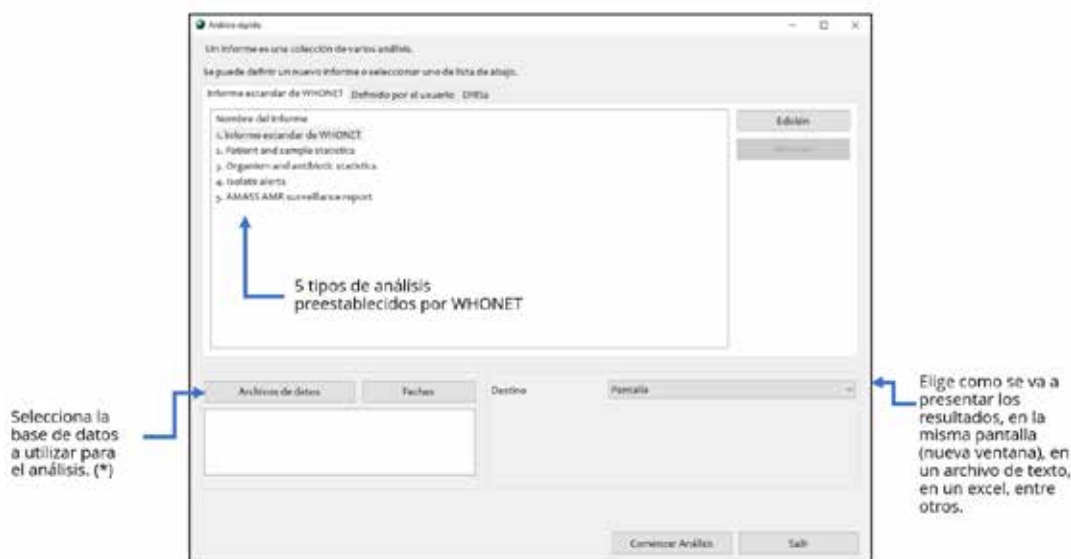 Análisis rápido
Un informe es una colección de varios análisis.
Se puede definir un nuevo informe o seleccionar uno de lista de abajo.
Informe estandar de WHONET Definido por el usuario EMEla
Nombre del Informe
1. Informe estandar de WHONET
2. Patient and sample statistics
3. Organism and antibiotic statistics
4. Isolate alerts
5. AMASS AMR surveillance report
Edición
5 tipos de análisis
preestablecidos por WHONET
Archivos de datos Fechas Destino Pantalla
Selecciona la
base de datos
a utilizar para
el análisis. (*)
Elige como se va a
presentar los
resultados, en la
misma pantalla
(nueva ventana), en
un archivo de texto,
en un excel, entre
otros.
Comenzar Análisis Salir